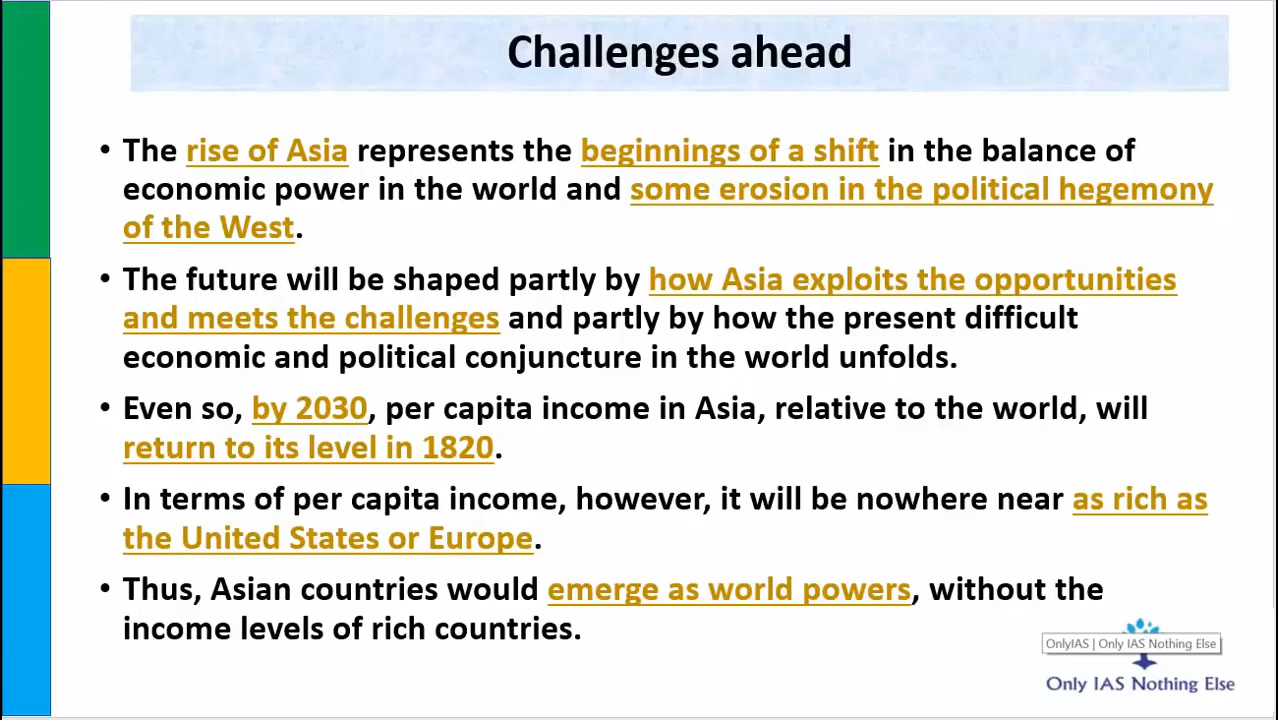 Challenges ahead
• The rise of Asia represents the beginnings of a shift in the balance of
economic power in the world and some erosion in the political hegemony
of the West.
• The future will be shaped partly by how Asia exploits the opportunities
and meets the challenges and partly by how the present difficult
economic and political conjuncture in the world unfolds.
• Even so, by 2030, per capita income in Asia, relative to the world, will
return to its level in 1820.
• In terms of per capita income, however, it will be nowhere near as rich as
the United States or Europe.
• Thus, Asian countries would emerge as world powers, without the
income levels of rich countries.
OnlyIAS | Only IAS Nothing Else
Only IAS Nothing Else